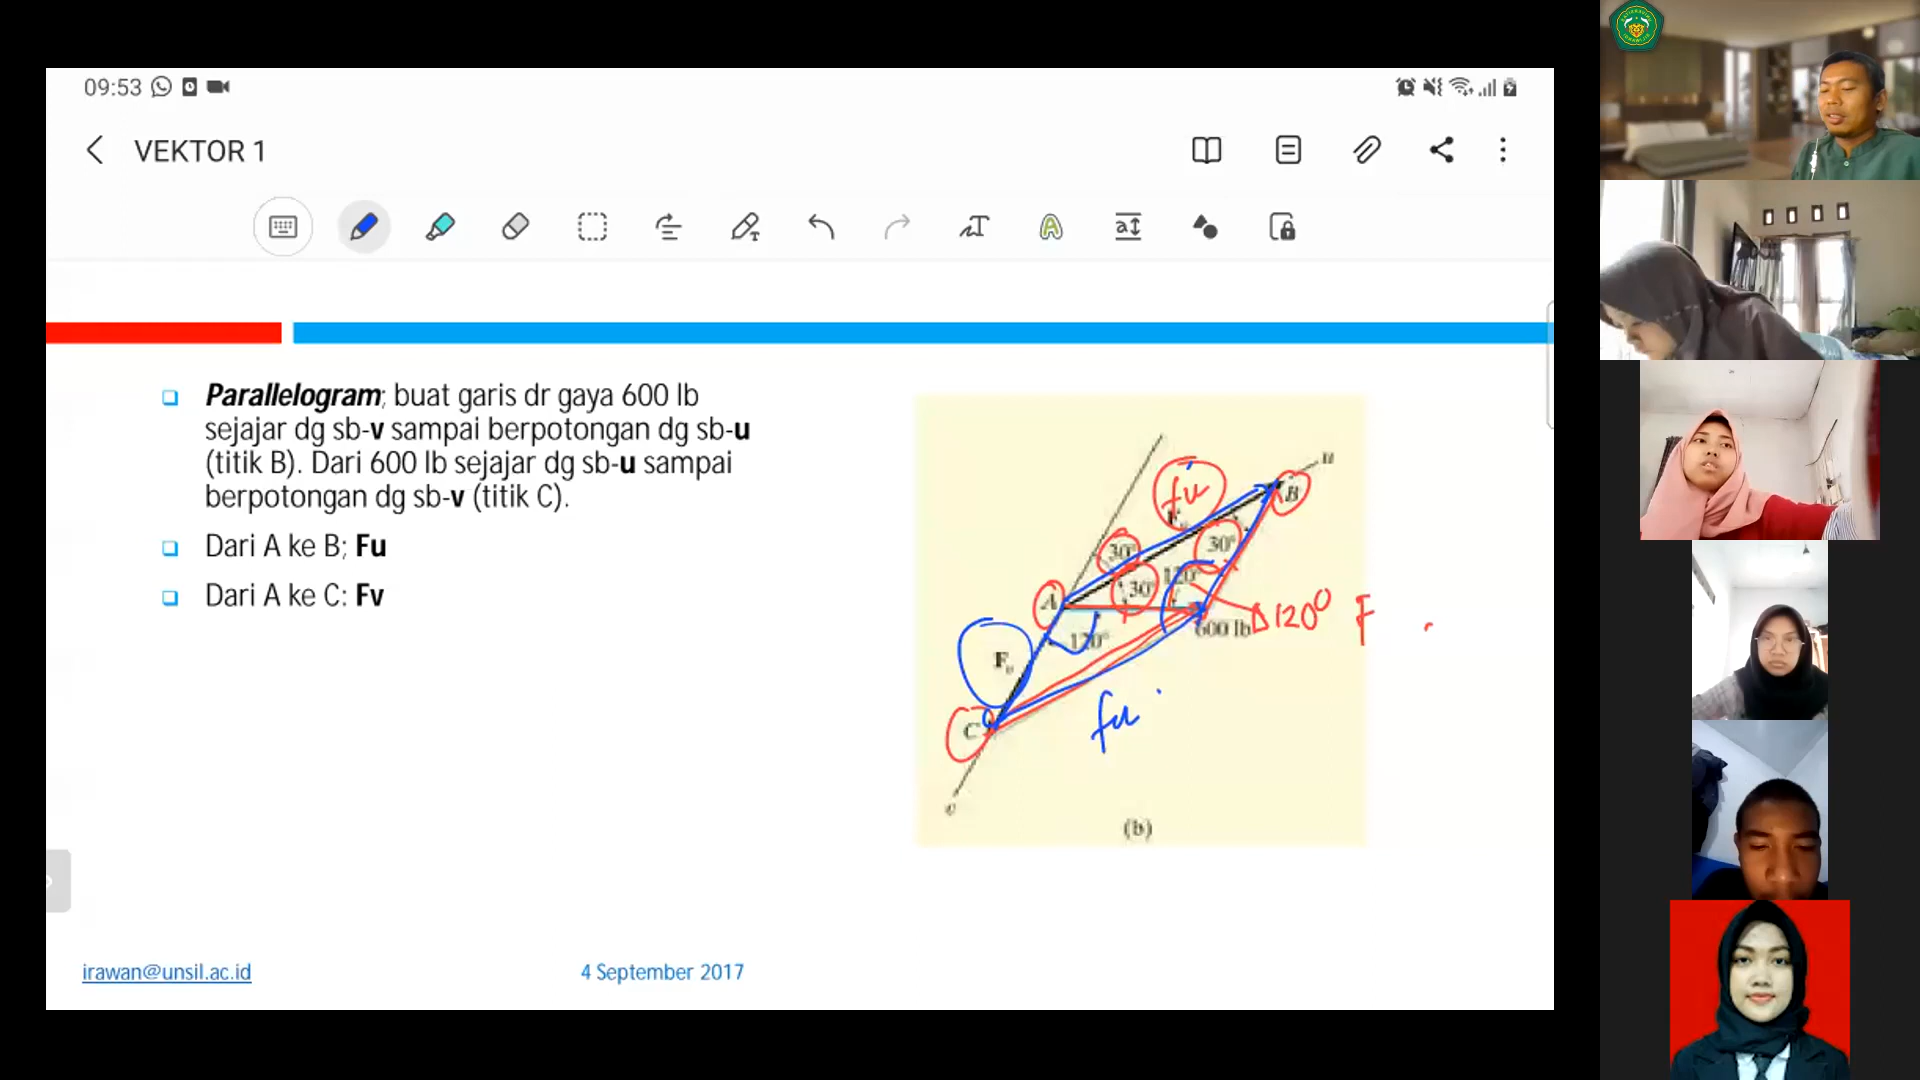 09:53
VEKTOR 1
Parallelogram; buat garis dr gaya 600 lb
sejajar dg sb-v sampai berpotongan dg sb-u
(titik B). Dari 600 lb sejajar dg sb-u sampai
berpotongan dg sb-v (titik C).
Dari A ke B; Fu
Dari A ke C: Fv
u
fu
B
30°
30°
30°
120°
A
120°
600 lb
120° F
Fv
C
fu
v
(b)
irawan@unsil.ac.id
4 September 2017